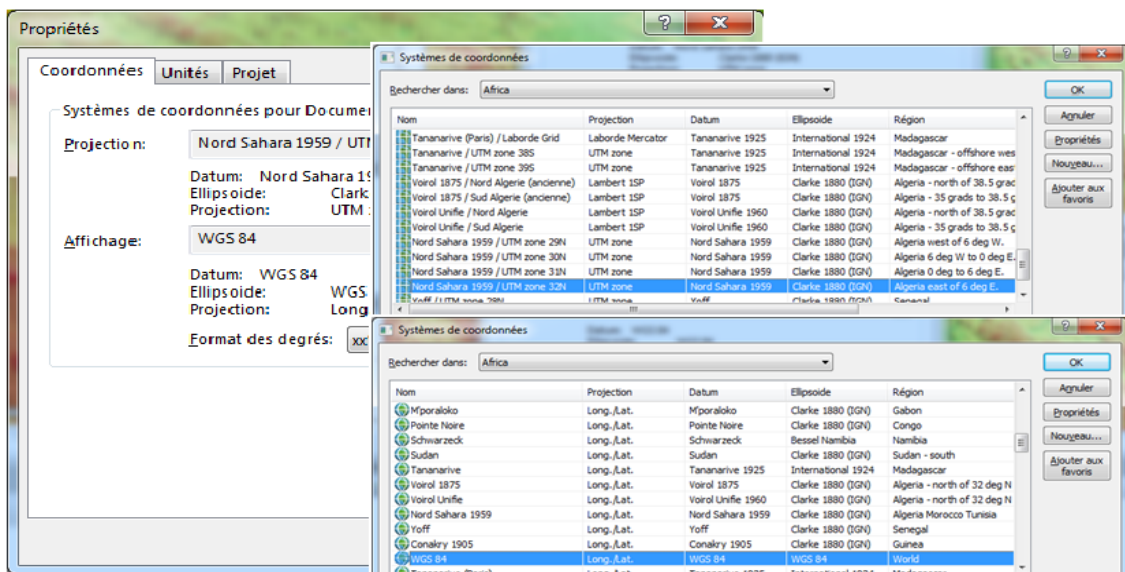 Propriétés
Coordonnées Unités Projet
Systèmes de coordonnées pour Docume
Projection: Nord Sahara 1959 / UT
Datum: Nord Sahara 19
Ellipsoide: Clark
Projection: UTM
Affichage: WGS 84
Datum: WGS 84
Ellipsoide: WGS
Projection: Long
Format des degrés: xx
Systèmes de coordonnées
Rechercher dans: Africa
OK
Annuler
Propriétés
Nouveau...
Ajouter aux
favoris
Nom Projection Datum Ellipsoide Région
Tananarive (Paris) / Laborde Grid Laborde Mercator Tananarive 1925 International 1924 Madagascar
Tananarive / UTM zone 38S UTM zone Tananarive 1925 International 1924 Madagascar - offshore wes
Tananarive / UTM zone 39S UTM zone Tananarive 1925 International 1924 Madagascar - offshore eas
Voirol 1875 / Nord Algerie (ancienne) Lambert 1SP Voirol 1875 Clarke 1880 (IGN) Algeria - north of 38.5 grad
Voirol 1875 / Sud Algerie (ancienne) Lambert 1SP Voirol 1875 Clarke 1880 (IGN) Algeria - 35 grads to 38.5 g
Voirol Unifie / Nord Algerie Lambert 1SP Voirol Unifie 1960 Clarke 1880 (IGN) Algeria - north of 38.5 grad
Voirol Unifie / Sud Algerie Lambert 1SP Voirol Unifie 1960 Clarke 1880 (IGN) Algeria - 35 grads to 38.5 g
Nord Sahara 1959 / UTM zone 29N UTM zone Nord Sahara 1959 Clarke 1880 (IGN) Algeria west of 6 deg W.
Nord Sahara 1959 / UTM zone 30N UTM zone Nord Sahara 1959 Clarke 1880 (IGN) Algeria 6 deg W to 0 deg E.
Nord Sahara 1959 / UTM zone 31N UTM zone Nord Sahara 1959 Clarke 1880 (IGN) Algeria 0 deg to 6 deg E.
Nord Sahara 1959 / UTM zone 32N UTM zone Nord Sahara 1959 Clarke 1880 (IGN) Algeria east of 6 deg E.
Yoff / UTM zone 28N UTM zone Yoff Clarke 1880 (IGN) Senegal
Systèmes de coordonnées
Rechercher dans: Africa
OK
Annuler
Propriétés
Nouveau...
Ajouter aux
favoris
Nom Projection Datum Ellipsoide Région
M'poraloko Long./Lat. M'poraloko Clarke 1880 (IGN) Gabon
Pointe Noire Long./Lat. Pointe Noire Clarke 1880 (IGN) Congo
Schwarzeck Long./Lat. Schwarzeck Bessel Namibia Namibia
Sudan Long./Lat. Sudan Clarke 1880 (IGN) Sudan - south
Tananarive Long./Lat. Tananarive 1925 International 1924 Madagascar
Voirol 1875 Long./Lat. Voirol 1875 Clarke 1880 (IGN) Algeria - north of 32 deg N
Voirol Unifie Long./Lat. Voirol Unifie 1960 Clarke 1880 (IGN) Algeria - north of 32 deg N
Nord Sahara 1959 Long./Lat. Nord Sahara 1959 Clarke 1880 (IGN) Algeria Morocco Tunisia
Yoff Long./Lat. Yoff Clarke 1880 (IGN) Senegal
Conakry 1905 Long./Lat. Conakry 1905 Clarke 1880 (IGN) Guinea
WGS 84 Long./Lat. WGS 84 WGS 84 World